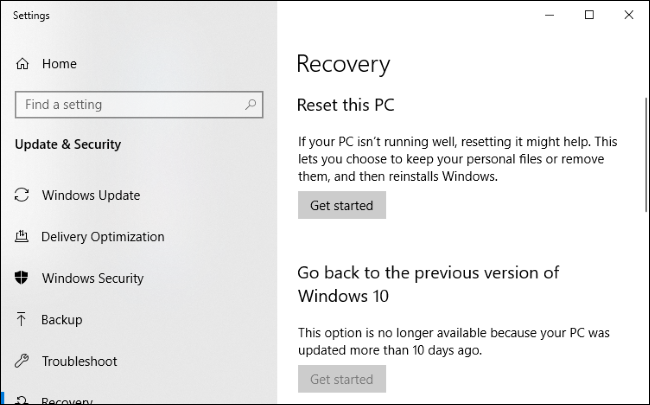 Settings
Home
Find a setting
Update & Security
Windows Update
Delivery Optimization
Windows Security
Backup
Troubleshoot
Recovery
Recovery
Reset this PC
If your PC isn't running well, resetting it might help. This
lets you choose to keep your personal files or remove
them, and then reinstalls Windows.
Get started
Go back to the previous version of
Windows 10
This option is no longer available because your PC was
updated more than 10 days ago.
Get started